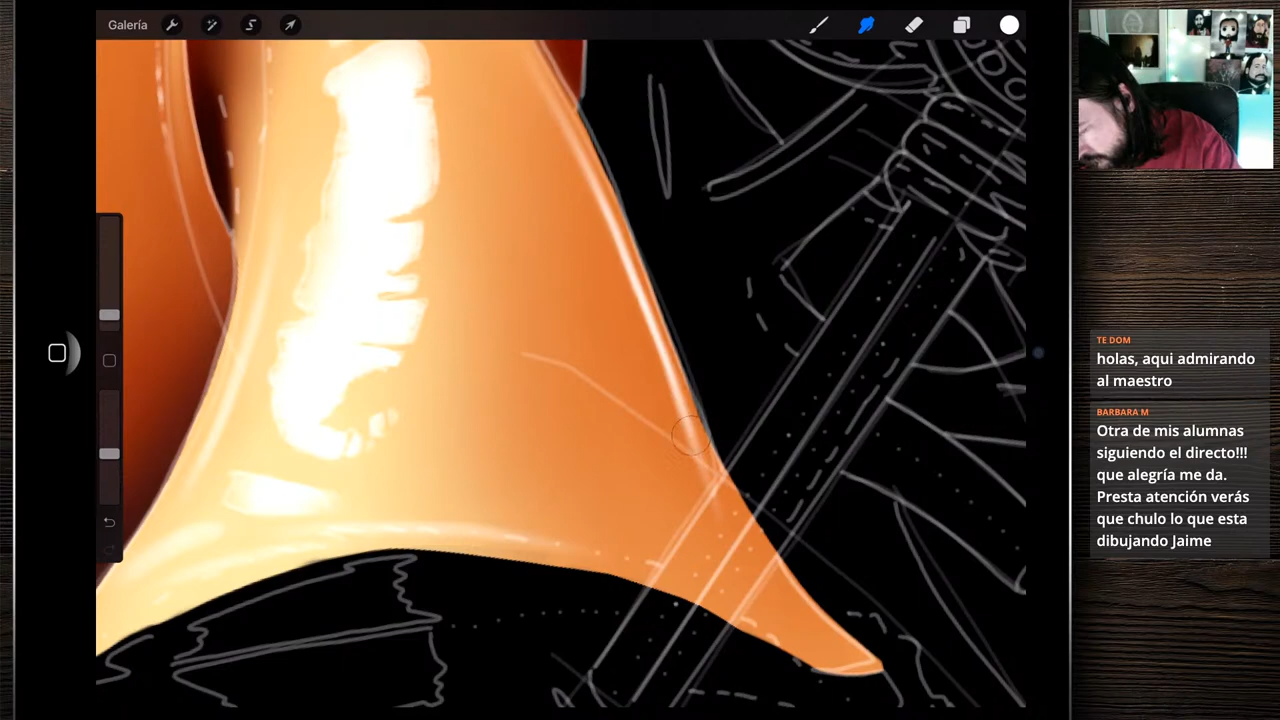 Galería
TE DOM
holas, aqui admirando
al maestro
BARBARA M
Otra de mis alumnas
siguiendo el directo!!!
que alegría me da.
Presta atención verás
que chulo lo que esta
dibujando Jaime